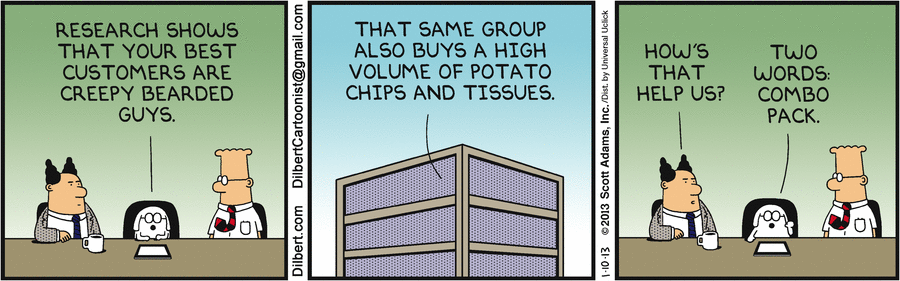 RESEARCH SHOWS
THAT YOUR BEST
CUSTOMERS ARE
CREEPY BEARDED
GUYS.
Dilbert.com DilbertCartoonist@gmail.com
THAT SAME GROUP
ALSO BUYS A HIGH
VOLUME OF POTATO
CHIPS AND TISSUES.
1-10-13 ©2013 Scott Adams, Inc./Dist. by Universal Uclick
HOW'S
THAT
HELP US?
TWO
WORDS:
COMBO
PACK.